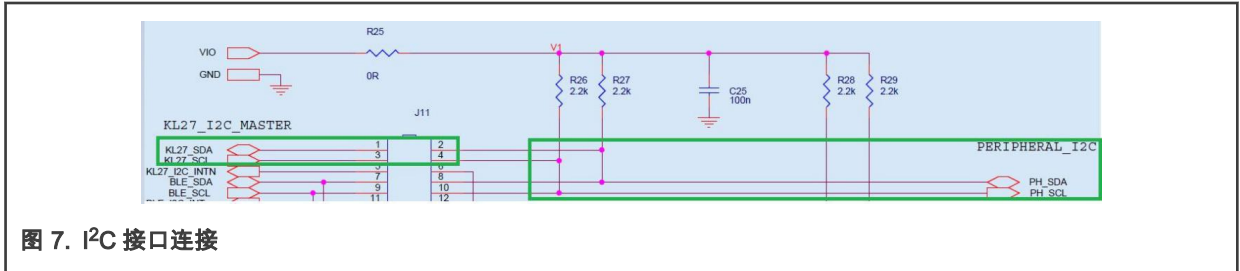 R25
VIO
V1
GND
0R
R26
2.2k
R27
2.2k
C25
100n
R28
2.2k
R29
2.2k
J11
KL27_I2C_MASTER
KL27_SDA 1 2
KL27_SCL 3 4
PERIPHERAL_I2C
KL27_I2C_INTN 5 6
BLE_SDA 7 8 PH_SDA
BLE_SCL 9 10 PH_SCL
11 12
图 7. I²C 接口连接